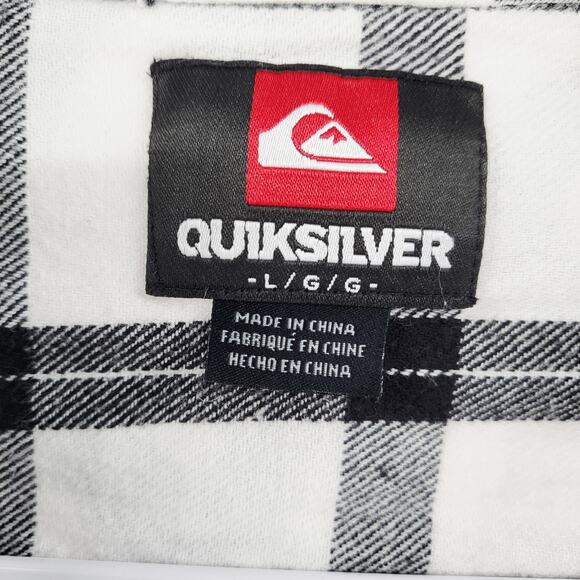 QUIKSILVER
-L/G/G-
MADE IN CHINA
FABRIQUÉ EN CHINE
HECHO EN CHINA